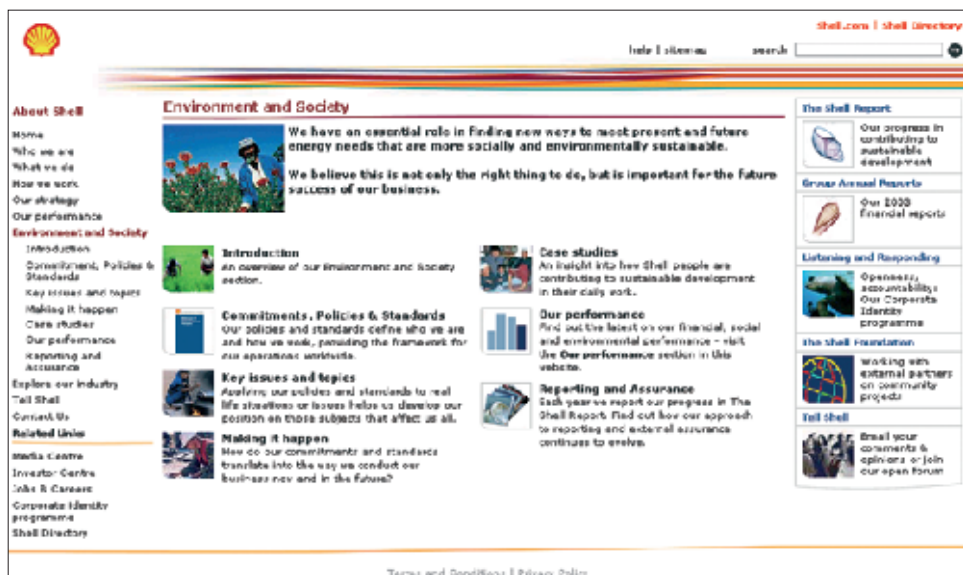 Shell.com | Shell Directory
help | sitemap
search
About Shell
Home
Who we are
What we do
How we work
Our strategy
Our performance
Environment and Society
Introduction
Commitment, Policies &
Standards
Key issues and topics
Making it happen
Case studies
Our performance
Reporting and
Assurance
Explore our industry
Tell Shell
Contact Us
Related Links
Media Centre
Investor Centre
Jobs & Careers
Corporate Identity
programme
Shell Directory
Environment and Society
We have an essential role in finding new ways to meet present and future
energy needs that are more socially and environmentally sustainable.
We believe this is not only the right thing to do, but is important for the future
success of our business.
Introduction
An overview of our Environment and Society
section.
Commitments, Policies & Standards
Our policies and standards define who we are
and how we work, providing the framework for
our operations worldwide.
Key issues and topics
Applying our policies and standards to real
life situations or issues helps us develop our
position on those subjects that affect us all.
Making it happen
How do our commitments and standards
translate into the way we conduct our
business now and in the future?
Case studies
An insight into how Shell people are
contributing to sustainable development
in their daily work.
Our performance
Find out the latest on our financial, social
and environmental performance - visit
the Our performance section in this
website.
Reporting and Assurance
Each year we report our progress in The
Shell Report. Find out how our approach
to reporting and external assurance
continues to evolve.
The Shell Report
Our progress in
contributing to
sustainable
development
Group Annual Reports
Our
financial reports
Listening and Responding
Openness,
accountability:
Our Corporate
Identity
programme
The Shell Foundation
Working with
external partners
on community
projects
Tell Shell
Email your
comments &
opinions or join
our open forum
Terms and Conditions | Privacy Policy